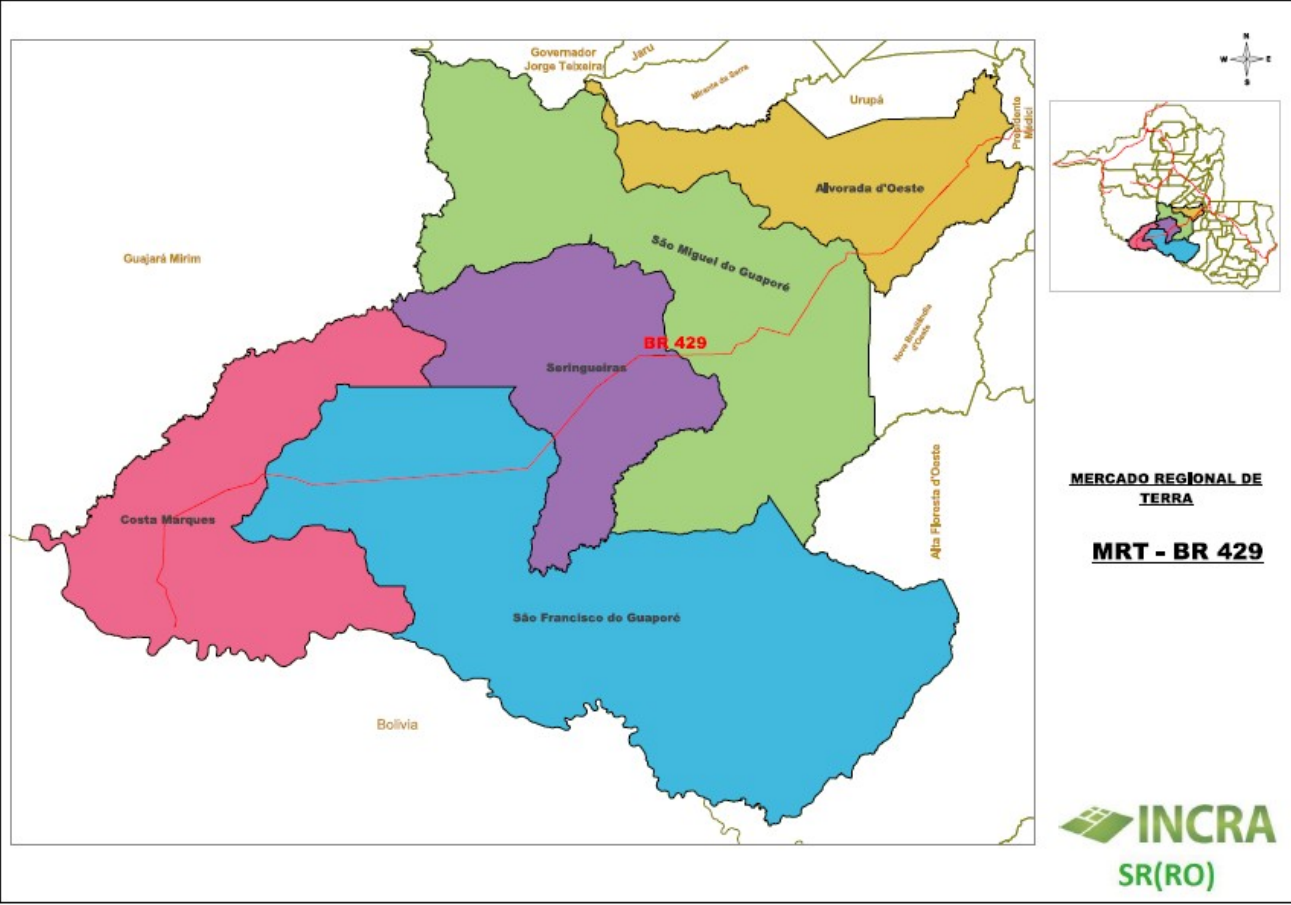 Governador
Jorge Teixeira
Jaru
Mirante da Serra
Urupá
Presidente
Médici
N
W
E
S
Alvorada d'Oeste
São Miguel do Guaporé
Guajará Mirim
Nova Brasilândia
d'Oeste
BR 429
Seringueiras
Alta Floresta d'Oeste
Costa Marques
São Francisco do Guaporé
Bolívia
MERCADO REGIONAL DE
TERRA
MRT - BR 429
INCRA
SR(RO)